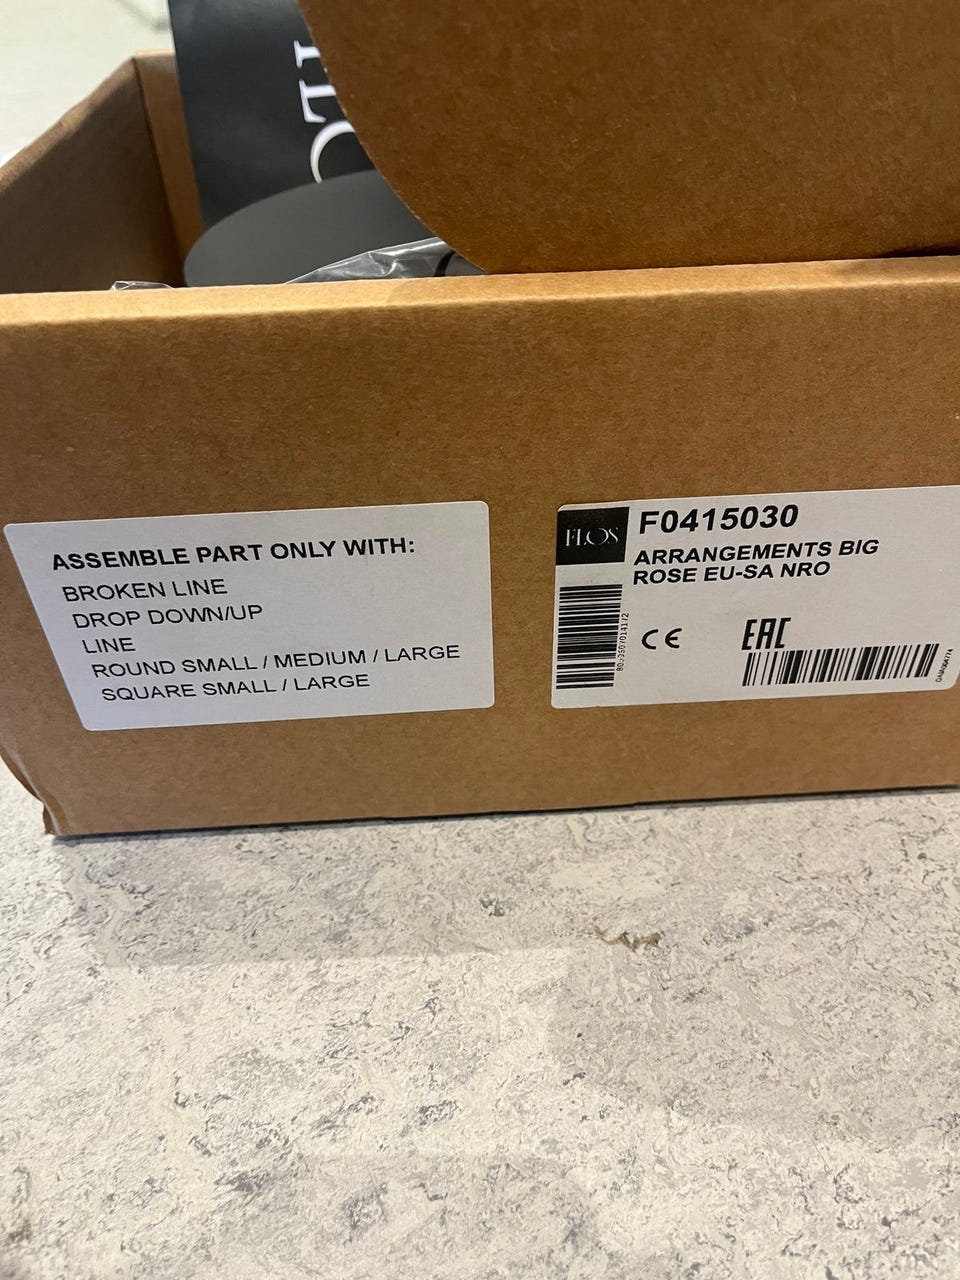 ASSEMBLE PART ONLY WITH:
BROKEN LINE
DROP DOWN/UP
LINE
ROUND SMALL / MEDIUM / LARGE
SQUARE SMALL / LARGE
FLOS
F0415030
ARRANGEMENTS BIG
ROSE EU-SA NRO
CE
EAC